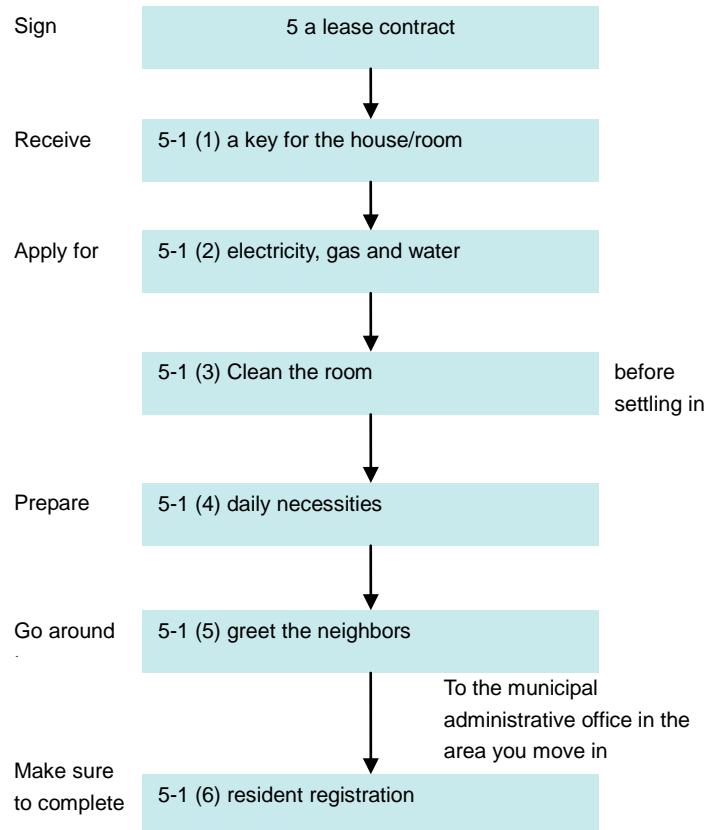 Sign
5 a lease contract
Receive
5-1 (1) a key for the house/room
Apply for
5-1 (2) electricity, gas and water
5-1 (3) Clean the room
before
settling in
Prepare
5-1 (4) daily necessities
Go around
5-1 (5) greet the neighbors
To the municipal
administrative office in the
area you move in
Make sure
to complete
5-1 (6) resident registration